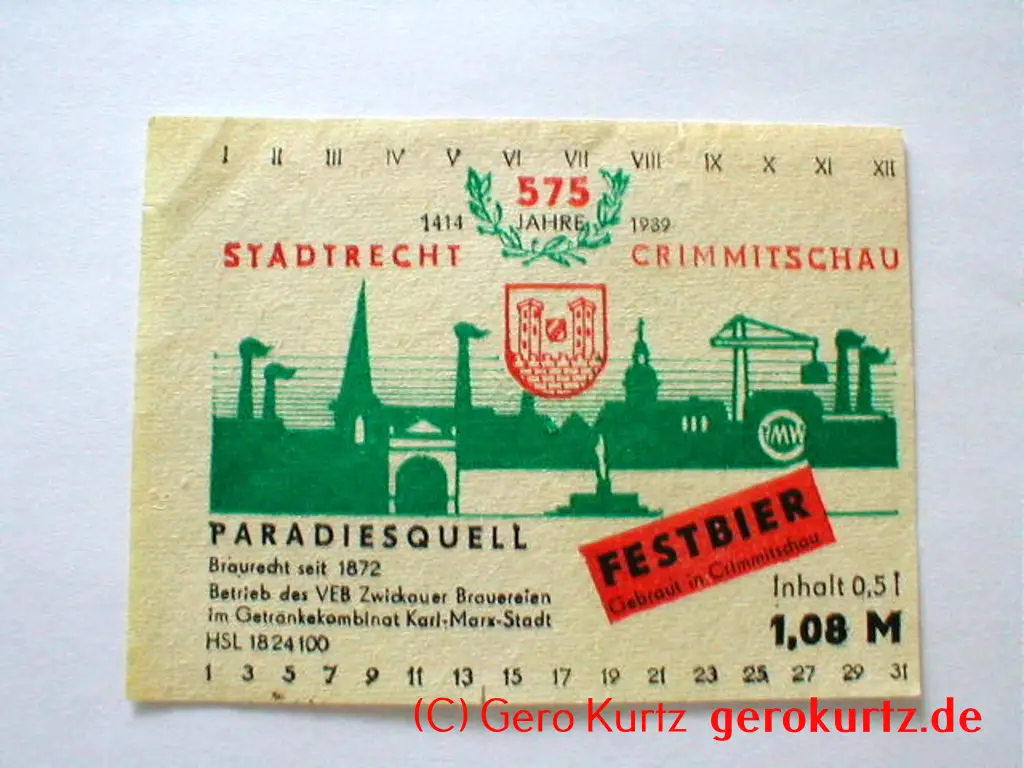 I II III IV V VI VII VIII IX X XI XII
575
1414 JAHRE 1989
STADTRECHT CRIMMITSCHAU
PARADIESQUELL
Braurecht seit 1872
Betrieb des VEB Zwickauer Brauereien
im Getränkekombinat Karl-Marx-Stadt
HSL 1824100
FESTBIER
Gebraut in Crimmitschau
Inhalt 0,5 l
1,08 M
1 3 5 7 9 11 13 15 17 19 21 23 25 27 29 31
(C) Gero Kurtz gerokurtz.de